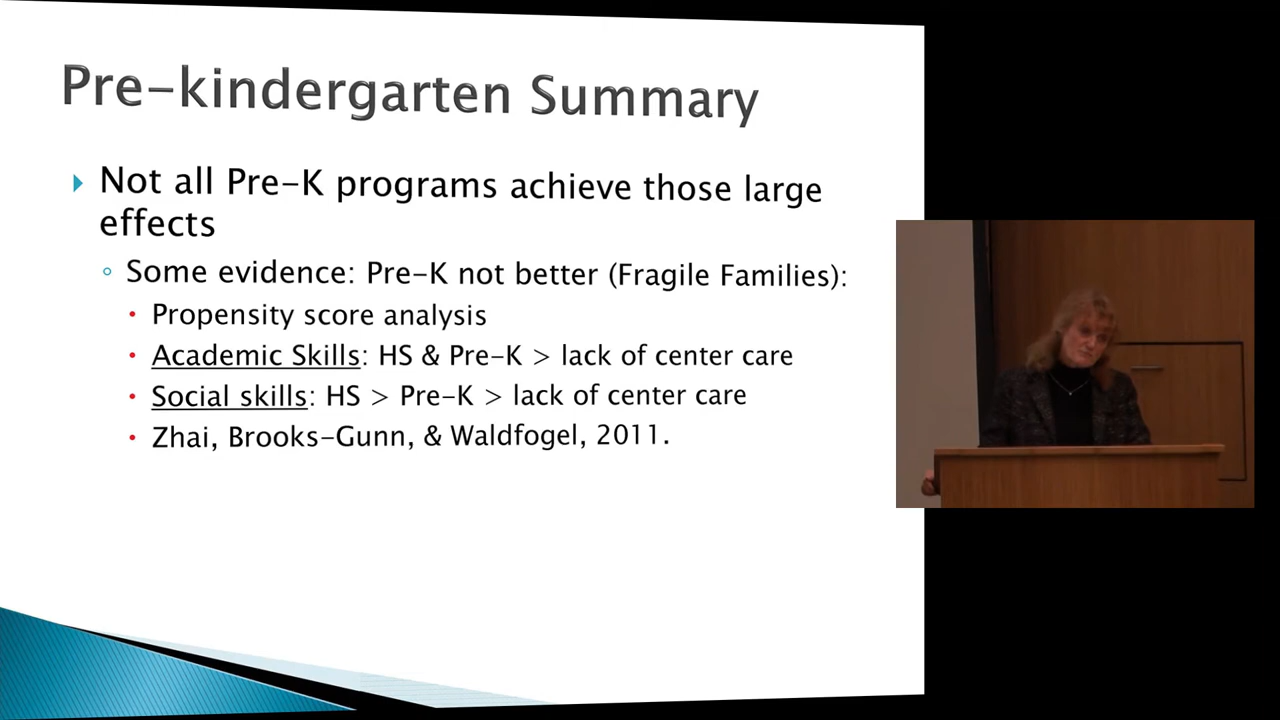 Pre-kindergarten Summary
Not all Pre-K programs achieve those large
effects
Some evidence: Pre-K not better (Fragile Families):
Propensity score analysis
Academic Skills: HS & Pre-K > lack of center care
Social skills: HS > Pre-K > lack of center care
Zhai, Brooks-Gunn, & Waldfogel, 2011.